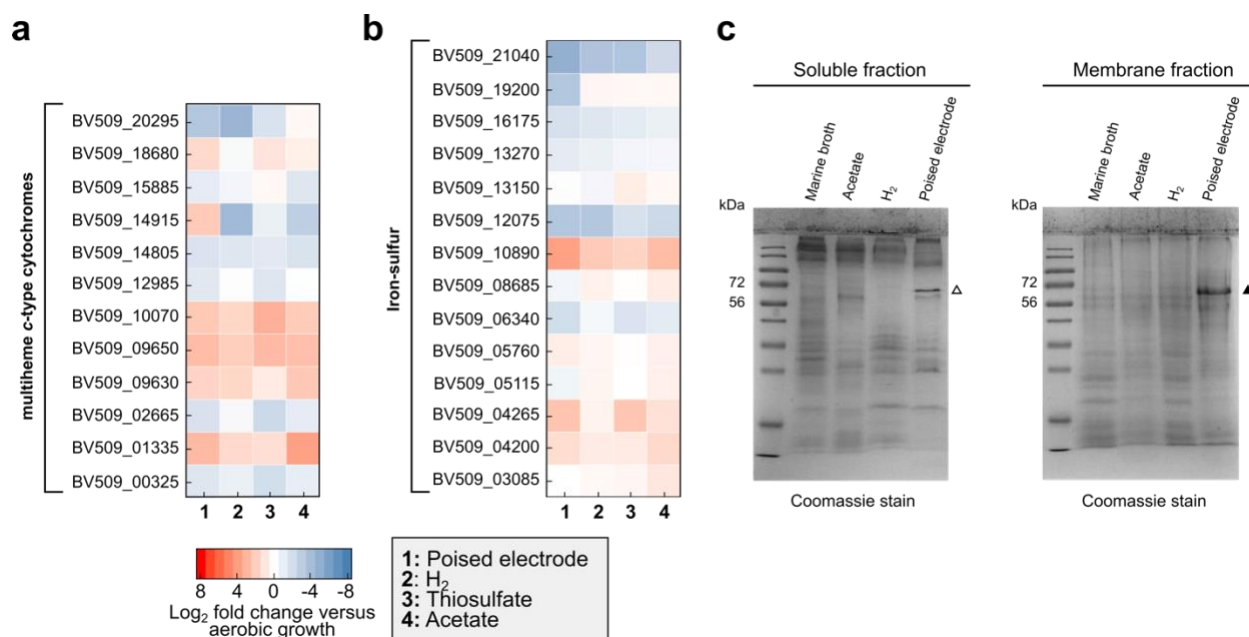 a
multiheme c-type cytochromes
BV509_20295
BV509_18680
BV509_15885
BV509_14915
BV509_14805
BV509_12985
BV509_10070
BV509_09650
BV509_09630
BV509_02665
BV509_01335
BV509_00325
1 2 3 4
8 4 0 -4 -8
Log2 fold change versus
aerobic growth
b
Iron-sulfur
BV509_21040
BV509_19200
BV509_16175
BV509_13270
BV509_13150
BV509_12075
BV509_10890
BV509_08685
BV509_06340
BV509_05760
BV509_05115
BV509_04265
BV509_04200
BV509_03085
1 2 3 4
1: Poised electrode
2: H2
3: Thiosulfate
4: Acetate
c
Soluble fraction
Marine broth
Acetate
H2
Poised electrode
kDa
72
56
Coomassie stain
Membrane fraction
Marine broth
Acetate
H2
Poised electrode
kDa
72
56
Coomassie stain